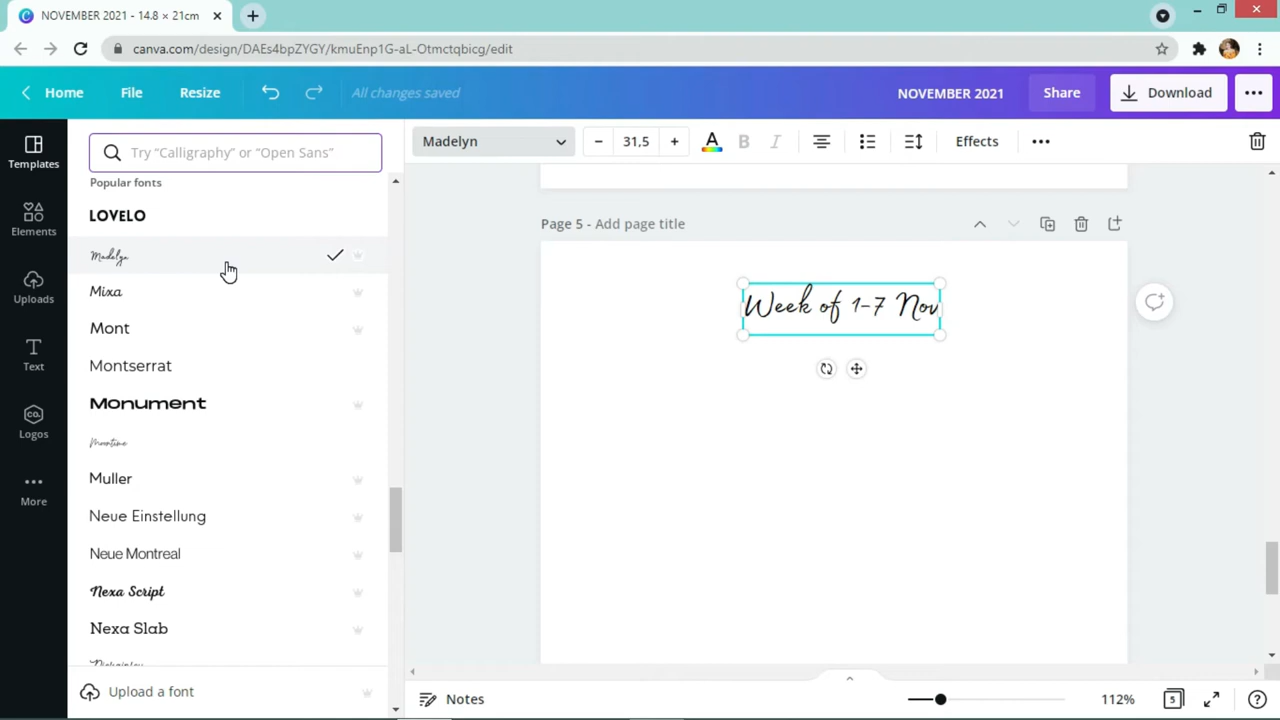 NOVEMBER 2021 - 14.8 × 21cm
canva.com/design/DAEs4bpZYGY/kmuEnp1G-aL-Otmctqbicg/edit
Home File Resize All changes saved NOVEMBER 2021 Share Download
Templates
Elements
Uploads
Text
CO.
Logos
More
Try “Calligraphy” or “Open Sans”
Popular fonts
LOVELO
Madelyn
Mixa
Mont
Montserrat
Monument
Moontime
Muller
Neue Einstellung
Neue Montreal
Nexa Script
Nexa Slab
Upload a font
Madelyn 31,5 A B I Effects
Page 5 - Add page title
Week of 1-7 Nov
Notes 112% 5